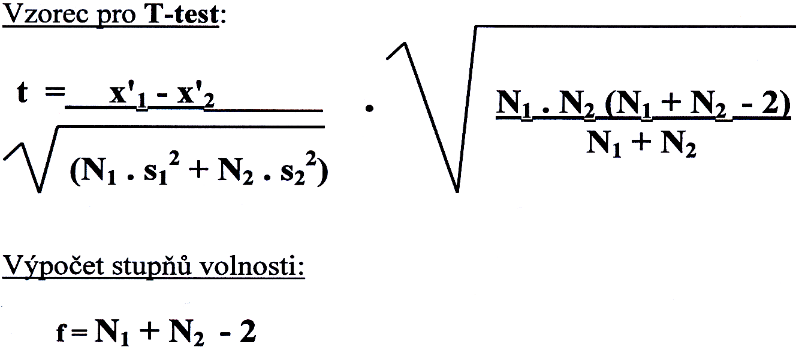 Vzorec pro T-test:
t = x'₁ - x'₂ / √(N₁ . s₁² + N₂ . s₂²) . √ N₁ . N₂ (N₁ + N₂ - 2) / N₁ + N₂
Výpočet stupňů volnosti:
f = N₁ + N₂ - 2